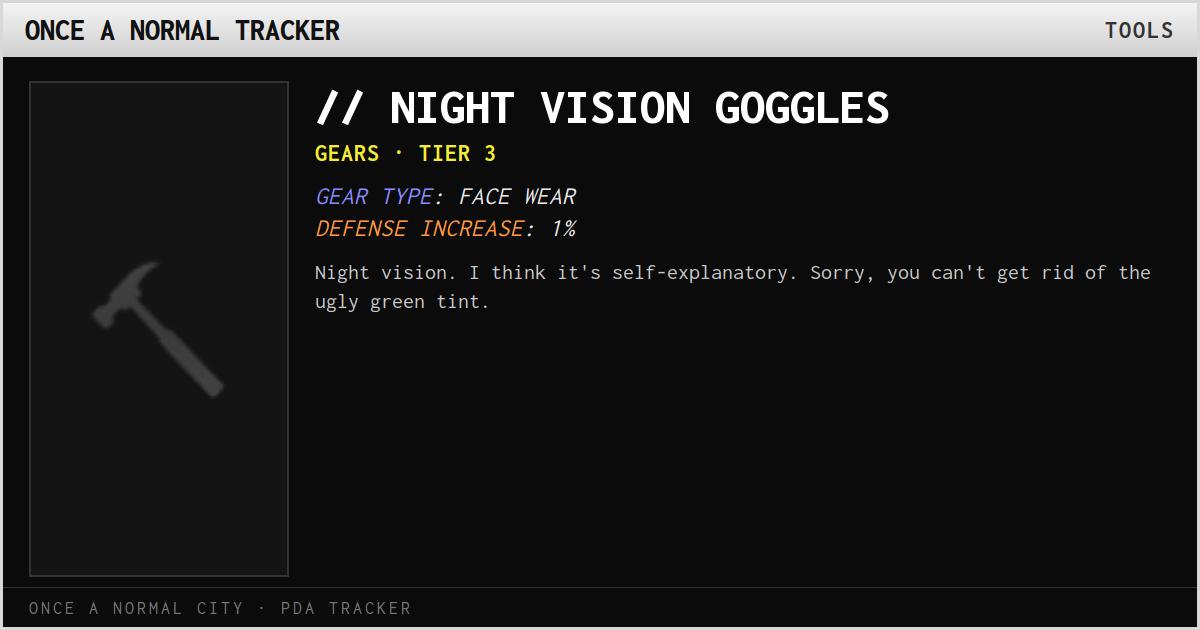 ONCE A NORMAL TRACKER
TOOLS
// NIGHT VISION GOGGLES
GEARS · TIER 3
GEAR TYPE: FACE WEAR
DEFENSE INCREASE: 1%
Night vision. I think it's self-explanatory. Sorry, you can't get rid of the
ugly green tint.
ONCE A NORMAL CITY · PDA TRACKER